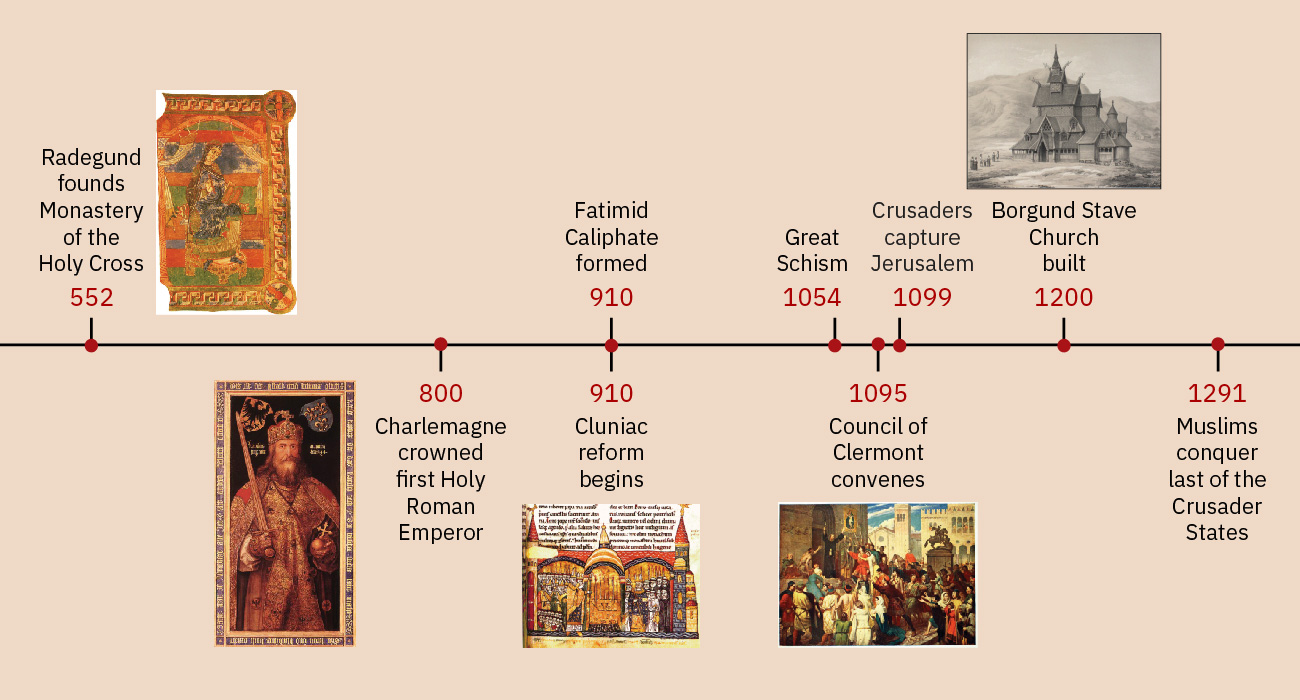 Radegund
founds
Monastery
of the
Holy Cross
552
800
Charlemagne
crowned
first Holy
Roman
Emperor
Fatimid
Caliphate
formed
910
910
Cluniac
reform
begins
Great
Schism
1054
1095
Council of
Clermont
convenes
Crusaders
capture
Jerusalem
1099
Borgund Stave
Church
built
1200
1291
Muslims
conquer
last of the
Crusader
States